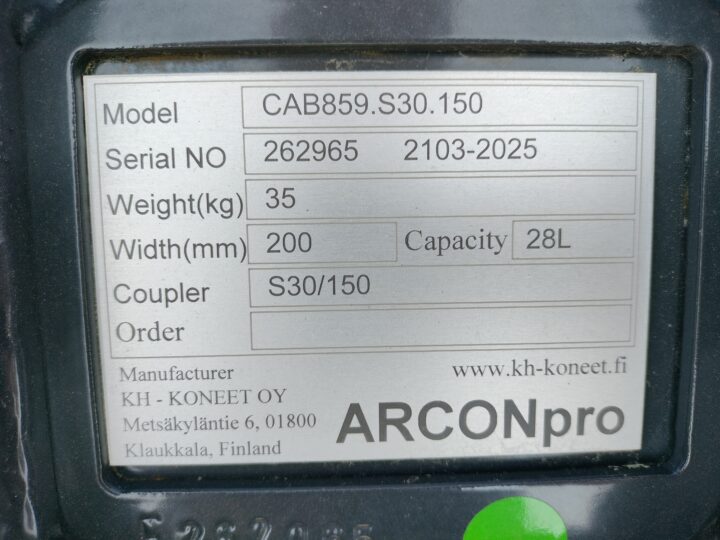 Model CAB859.S30.150
Serial NO 262965 2103-2025
Weight(kg) 35
Width(mm) 200 Capacity 28L
Coupler S30/150
Order
Manufacturer www.kh-koneet.fi
KH - KONEET OY
Metsäkyläntie 6, 01800
Klaukkala, Finland
ARCONpro